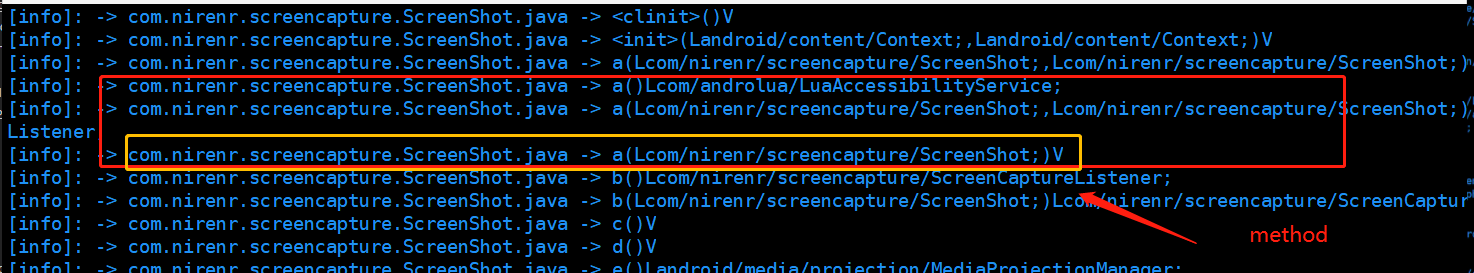 [info]: -> com.nirenr.screencapture.ScreenShot.java -> <clinit>()V
[info]: -> com.nirenr.screencapture.ScreenShot.java -> <init>(Landroid/content/Context;,Landroid/content/Context;)V
[info]: -> com.nirenr.screencapture.ScreenShot.java -> a(Lcom/nirenr/screencapture/ScreenShot;,Lcom/nirenr/screencapture/ScreenShot;)
[info]: -> com.nirenr.screencapture.ScreenShot.java -> a()Lcom/androlua/LuaAccessibilityService;
[info]: -> com.nirenr.screencapture.ScreenShot.java -> a(Lcom/nirenr/screencapture/ScreenShot;,Lcom/nirenr/screencapture/ScreenShot;)
Listener
[info]: -> com.nirenr.screencapture.ScreenShot.java -> a(Lcom/nirenr/screencapture/ScreenShot;)V
[info]: -> com.nirenr.screencapture.ScreenShot.java -> b()Lcom/nirenr/screencapture/ScreenCaptureListener;
[info]: -> com.nirenr.screencapture.ScreenShot.java -> b(Lcom/nirenr/screencapture/ScreenShot;)Lcom/nirenr/screencapture/ScreenCaptur
[info]: -> com.nirenr.screencapture.ScreenShot.java -> c()V
method
[info]: -> com.nirenr.screencapture.ScreenShot.java -> d()V
[info]: -> com.nirenr.screencapture.ScreenShot.java -> e()Landroid/media/projection/MediaProjectionManager;